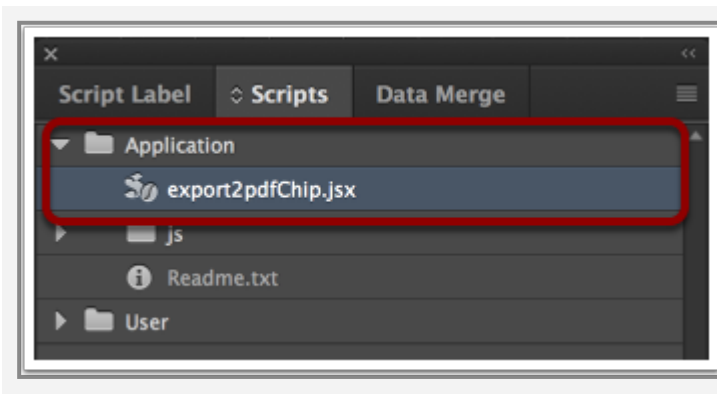 Script Label Scripts Data Merge
Application
export2pdfChip.jsx
js
Readme.txt
User